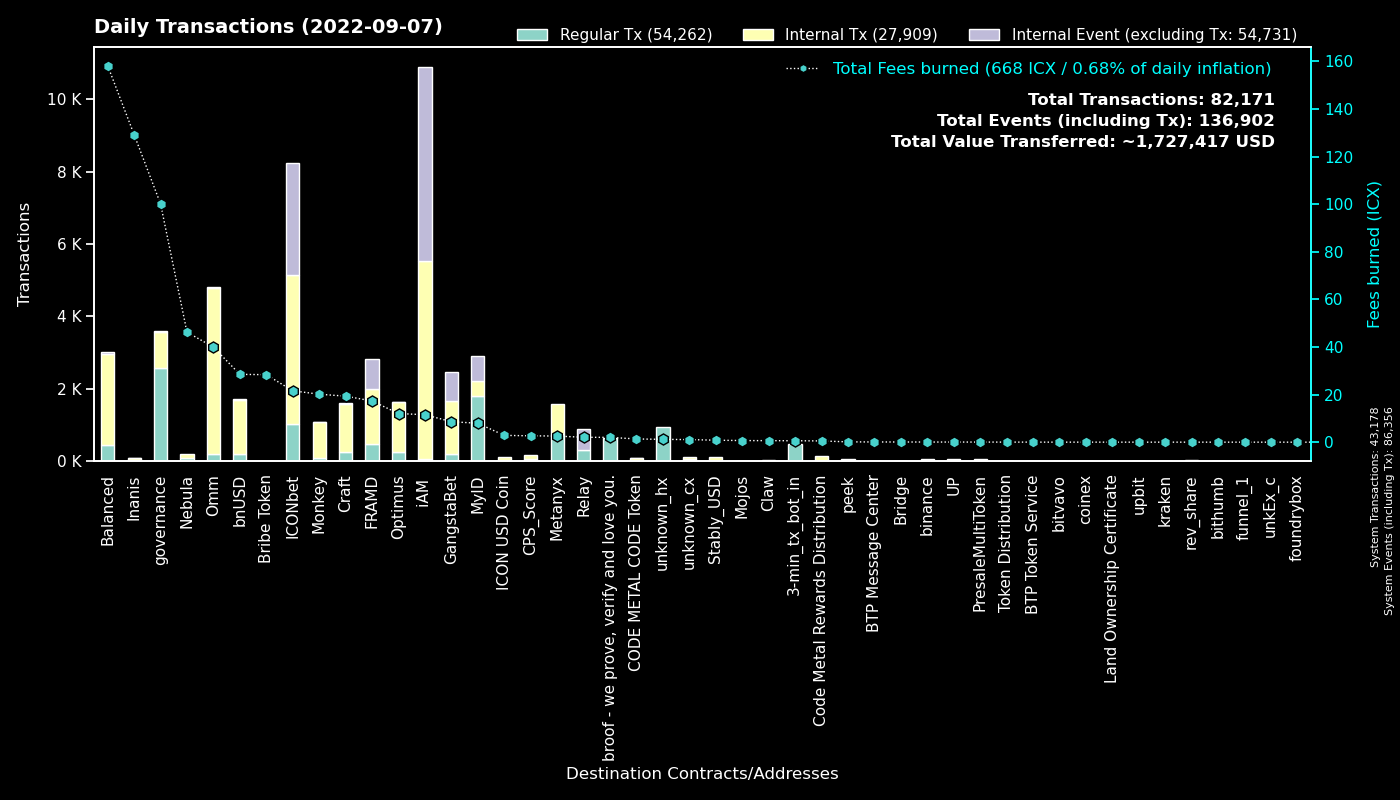 Daily Transactions (2022-09-07)
Regular Tx (54,262)
Internal Tx (27,909)
Internal Event (excluding Tx: 54,731)
Total Fees burned (668 ICX / 0.68% of daily inflation)
Total Transactions: 82,171
Total Events (including Tx): 136,902
Total Value Transferred: ~1,727,417 USD
Transactions
10 K
8 K
6 K
4 K
2 K
0 K
160
140
120
100
80
60
40
20
0
Fees burned (ICX)
System Transactions: 43,178
System Events (including Tx): 86,356
Balanced
Inanis
governance
Nebula
Omm
bnUSD
Bribe Token
ICONbet
Monkey
Craft
FRAMD
Optimus
iAM
GangstaBet
MyID
ICON USD Coin
CPS_Score
Metanyx
Relay
broof - we prove, verify and love you.
CODE METAL CODE Token
unknown_hx
unknown_cx
Stably_USD
Mojos
Claw
3-min_tx_bot_in
Code Metal Rewards Distribution
peek
BTP Message Center
Bridge
binance
UP
PresaleMultiToken
Token Distribution
BTP Token Service
bitvavo
coinex
Land Ownership Certificate
upbit
kraken
rev_share
bithumb
funnel_1
unkEx_c
foundrybox
Destination Contracts/Addresses